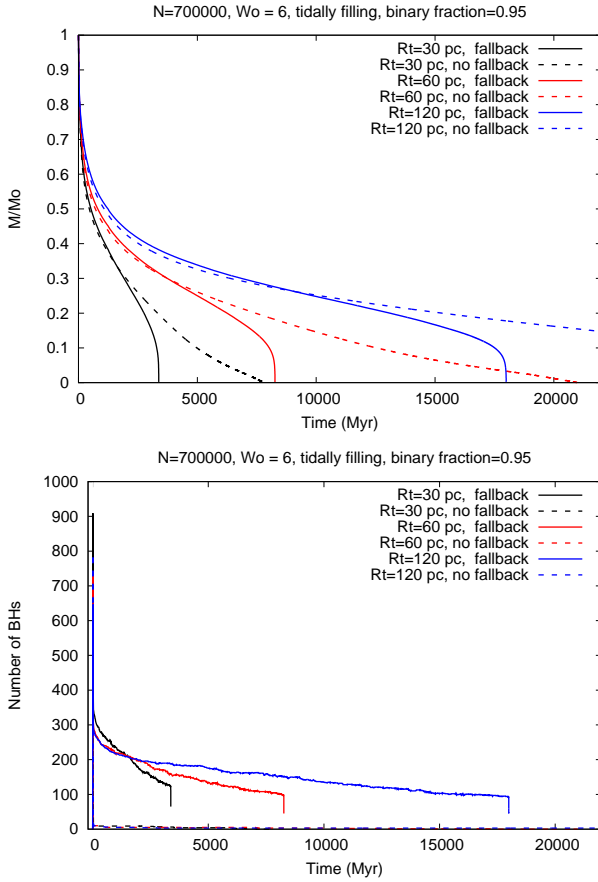 N=700000, Wo = 6, tidally filling, binary fraction=0.95
Rt=30 pc, fallback
Rt=30 pc, no fallback
Rt=60 pc, fallback
Rt=60 pc, no fallback
Rt=120 pc, fallback
Rt=120 pc, no fallback
M/Mo
1
0.9
0.8
0.7
0.6
0.5
0.4
0.3
0.2
0.1
0
0
5000
10000
15000
20000
Time (Myr)
N=700000, Wo = 6, tidally filling, binary fraction=0.95
Rt=30 pc, fallback
Rt=30 pc, no fallback
Rt=60 pc, fallback
Rt=60 pc, no fallback
Rt=120 pc, fallback
Rt=120 pc, no fallback
Number of BHs
1000
900
800
700
600
500
400
300
200
100
0
0
5000
10000
15000
20000
Time (Myr)